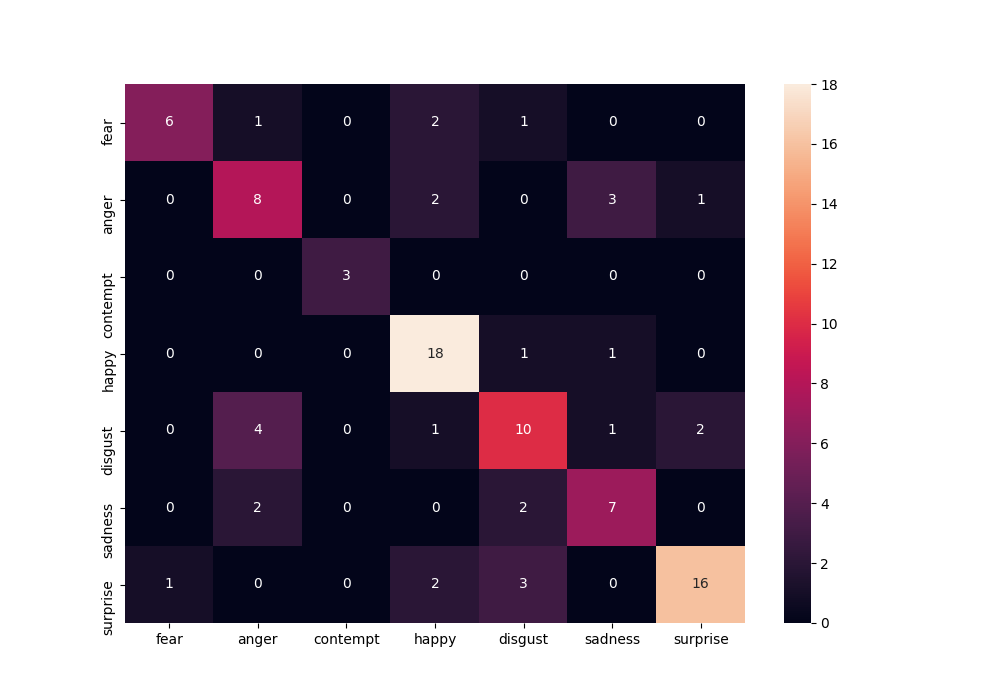 fear 6 1 0 2 1 0 0
anger 0 8 0 2 0 3 1
contempt 0 0 3 0 0 0 0
happy 0 0 0 18 1 1 0
disgust 0 4 0 1 10 1 2
sadness 0 2 0 0 2 7 0
surprise 1 0 0 2 3 0 16
fear anger contempt happy disgust sadness surprise
18
16
14
12
10
8
6
4
2
0